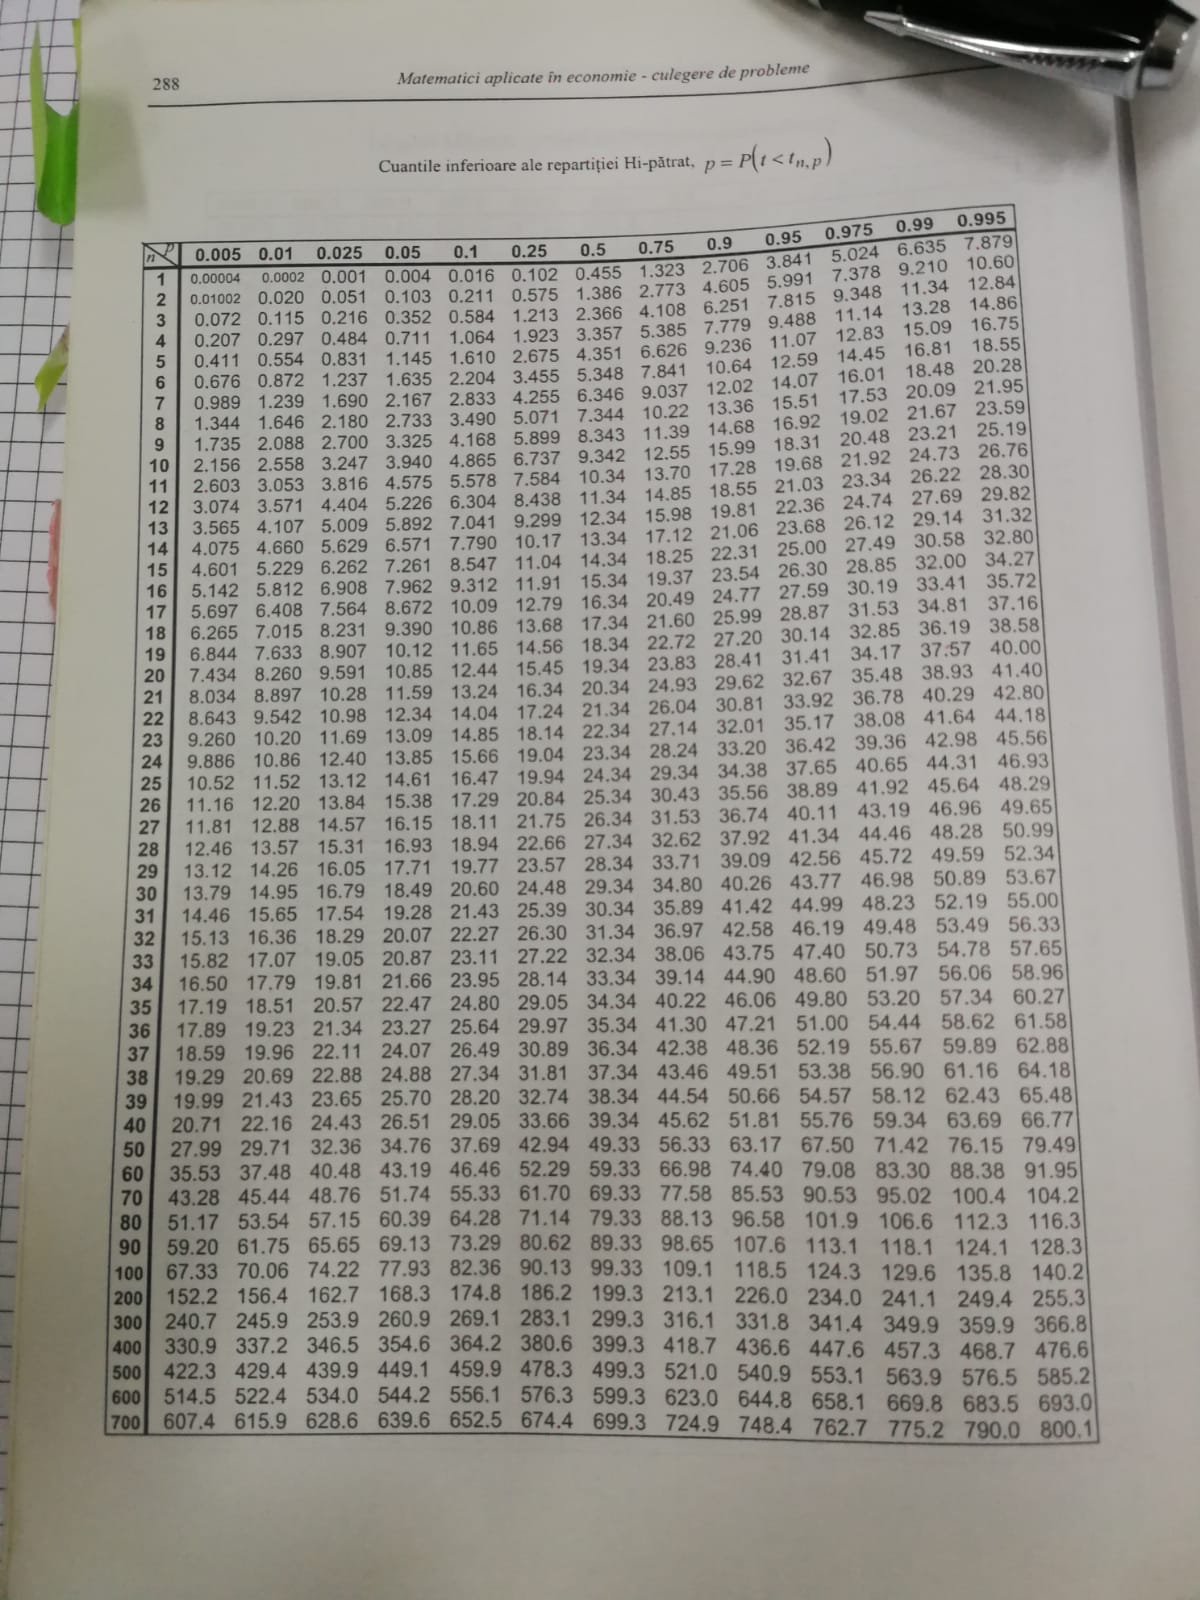 288 Matematici aplicate în economie - culegere de probleme
Cuantile inferioare ale repartiției Hi-pătrat, p = P(t < tn,p)
n p 0.005 0.01 0.025 0.05 0.1 0.25 0.5 0.75 0.9 0.95 0.975 0.99 0.995
1 0.00004 0.0002 0.001 0.004 0.016 0.102 0.455 1.323 2.706 3.841 5.024 6.635 7.879
2 0.01002 0.020 0.051 0.103 0.211 0.575 1.386 2.773 4.605 5.991 7.378 9.210 10.60
3 0.072 0.115 0.216 0.352 0.584 1.213 2.366 4.108 6.251 7.815 9.348 11.34 12.84
4 0.207 0.297 0.484 0.711 1.064 1.923 3.357 5.385 7.779 9.488 11.14 13.28 14.86
5 0.411 0.554 0.831 1.145 1.610 2.675 4.351 6.626 9.236 11.07 12.83 15.09 16.75
6 0.676 0.872 1.237 1.635 2.204 3.455 5.348 7.841 10.64 12.59 14.45 16.81 18.55
7 0.989 1.239 1.690 2.167 2.833 4.255 6.346 9.037 12.02 14.07 16.01 18.48 20.28
8 1.344 1.646 2.180 2.733 3.490 5.071 7.344 10.22 13.36 15.51 17.53 20.09 21.95
9 1.735 2.088 2.700 3.325 4.168 5.899 8.343 11.39 14.68 16.92 19.02 21.67 23.59
10 2.156 2.558 3.247 3.940 4.865 6.737 9.342 12.55 15.99 18.31 20.48 23.21 25.19
11 2.603 3.053 3.816 4.575 5.578 7.584 10.34 13.70 17.28 19.68 21.92 24.73 26.76
12 3.074 3.571 4.404 5.226 6.304 8.438 11.34 14.85 18.55 21.03 23.34 26.22 28.30
13 3.565 4.107 5.009 5.892 7.041 9.299 12.34 15.98 19.81 22.36 24.74 27.69 29.82
14 4.075 4.660 5.629 6.571 7.790 10.17 13.34 17.12 21.06 23.68 26.12 29.14 31.32
15 4.601 5.229 6.262 7.261 8.547 11.04 14.34 18.25 22.31 25.00 27.49 30.58 32.80
16 5.142 5.812 6.908 7.962 9.312 11.91 15.34 19.37 23.54 26.30 28.85 32.00 34.27
17 5.697 6.408 7.564 8.672 10.09 12.79 16.34 20.49 24.77 27.59 30.19 33.41 35.72
18 6.265 7.015 8.231 9.390 10.86 13.68 17.34 21.60 25.99 28.87 31.53 34.81 37.16
19 6.844 7.633 8.907 10.12 11.65 14.56 18.34 22.72 27.20 30.14 32.85 36.19 38.58
20 7.434 8.260 9.591 10.85 12.44 15.45 19.34 23.83 28.41 31.41 34.17 37.57 40.00
21 8.034 8.897 10.28 11.59 13.24 16.34 20.34 24.93 29.62 32.67 35.48 38.93 41.40
22 8.643 9.542 10.98 12.34 14.04 17.24 21.34 26.04 30.81 33.92 36.78 40.29 42.80
23 9.260 10.20 11.69 13.09 14.85 18.14 22.34 27.14 32.01 35.17 38.08 41.64 44.18
24 9.886 10.86 12.40 13.85 15.66 19.04 23.34 28.24 33.20 36.42 39.36 42.98 45.56
25 10.52 11.52 13.12 14.61 16.47 19.94 24.34 29.34 34.38 37.65 40.65 44.31 46.93
26 11.16 12.20 13.84 15.38 17.29 20.84 25.34 30.43 35.56 38.89 41.92 45.64 48.29
27 11.81 12.88 14.57 16.15 18.11 21.75 26.34 31.53 36.74 40.11 43.19 46.96 49.65
28 12.46 13.57 15.31 16.93 18.94 22.66 27.34 32.62 37.92 41.34 44.46 48.28 50.99
29 13.12 14.26 16.05 17.71 19.77 23.57 28.34 33.71 39.09 42.56 45.72 49.59 52.34
30 13.79 14.95 16.79 18.49 20.60 24.48 29.34 34.80 40.26 43.77 46.98 50.89 53.67
31 14.46 15.65 17.54 19.28 21.43 25.39 30.34 35.89 41.42 44.99 48.23 52.19 55.00
32 15.13 16.36 18.29 20.07 22.27 26.30 31.34 36.97 42.58 46.19 49.48 53.49 56.33
33 15.82 17.07 19.05 20.87 23.11 27.22 32.34 38.06 43.75 47.40 50.73 54.78 57.65
34 16.50 17.79 19.81 21.66 23.95 28.14 33.34 39.14 44.90 48.60 51.97 56.06 58.96
35 17.19 18.51 20.57 22.47 24.80 29.05 34.34 40.22 46.06 49.80 53.20 57.34 60.27
36 17.89 19.23 21.34 23.27 25.64 29.97 35.34 41.30 47.21 51.00 54.44 58.62 61.58
37 18.59 19.96 22.11 24.07 26.49 30.89 36.34 42.38 48.36 52.19 55.67 59.89 62.88
38 19.29 20.69 22.88 24.88 27.34 31.81 37.34 43.46 49.51 53.38 56.90 61.16 64.18
39 19.99 21.43 23.65 25.70 28.20 32.74 38.34 44.54 50.66 54.57 58.12 62.43 65.48
40 20.71 22.16 24.43 26.51 29.05 33.66 39.34 45.62 51.81 55.76 59.34 63.69 66.77
50 27.99 29.71 32.36 34.76 37.69 42.94 49.33 56.33 63.17 67.50 71.42 76.15 79.49
60 35.53 37.48 40.48 43.19 46.46 52.29 59.33 66.98 74.40 79.08 83.30 88.38 91.95
70 43.28 45.44 48.76 51.74 55.33 61.70 69.33 77.58 85.53 90.53 95.02 100.4 104.2
80 51.17 53.54 57.15 60.39 64.28 71.14 79.33 88.13 96.58 101.9 106.6 112.3 116.3
90 59.20 61.75 65.65 69.13 73.29 80.62 89.33 98.65 107.6 113.1 118.1 124.1 128.3
100 67.33 70.06 74.22 77.93 82.36 90.13 99.33 109.1 118.5 124.3 129.6 135.8 140.2
200 152.2 156.4 162.7 168.3 174.8 186.2 199.3 213.1 226.0 234.0 241.1 249.4 255.3
300 240.7 245.9 253.9 260.9 269.1 283.1 299.3 316.1 331.8 341.4 349.9 359.9 366.8
400 330.9 337.2 346.5 354.6 364.2 380.6 399.3 418.7 436.6 447.6 457.3 468.7 476.6
500 422.3 429.4 439.9 449.1 459.9 478.3 499.3 521.0 540.9 553.1 563.9 576.5 585.2
600 514.5 522.4 534.0 544.2 556.1 576.3 599.3 623.0 644.8 658.1 669.8 683.5 693.0
700 607.4 615.9 628.6 639.6 652.5 674.4 699.3 724.9 748.4 762.7 775.2 790.0 800.1